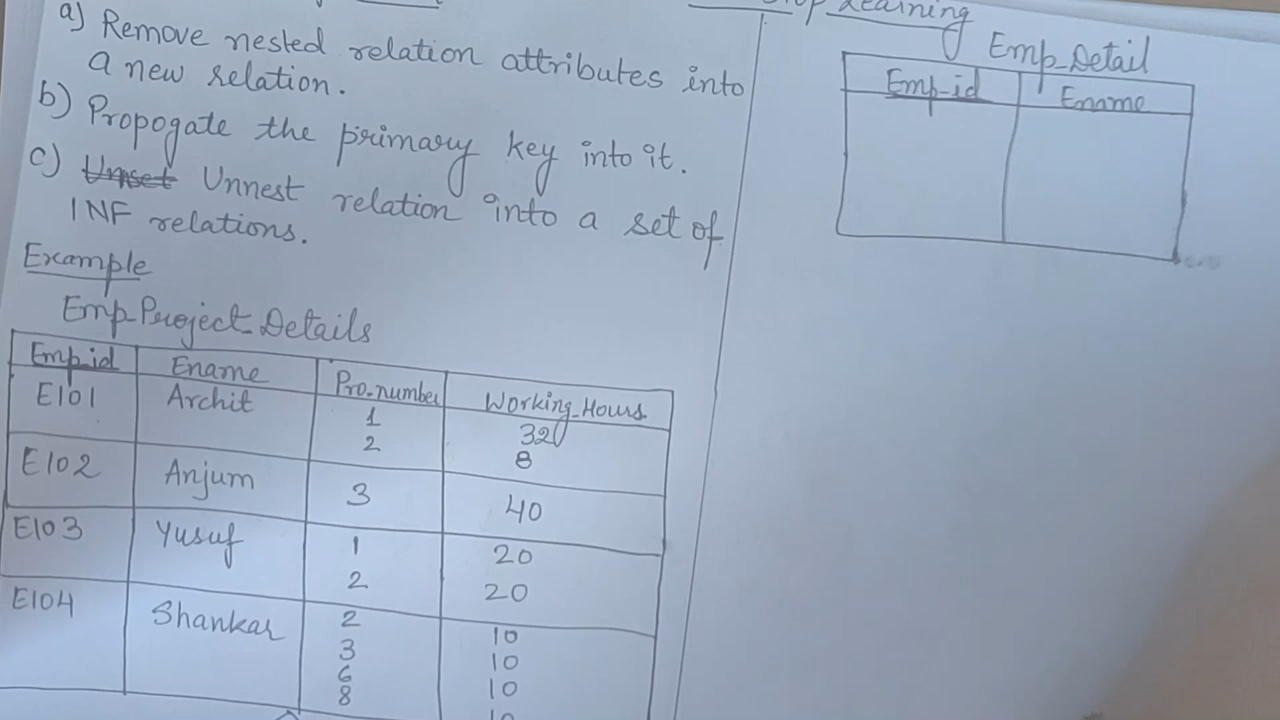 Learning
a) Remove nested relation attributes into
a new relation.
b) Propogate the primary key into it.
c) Unset Unnest relation into a set of
1NF relations.
Example
Emp_Project_Details
Emp_id Ename Pro_number Working_Hours
E101 Archit 1 32
2 8
E102 Anjum 3 40
E103 Yusuf 1 20
2 20
E104 Shankar 2 10
3 10
6 10
8 10
Emp_Detail
Emp_id Ename